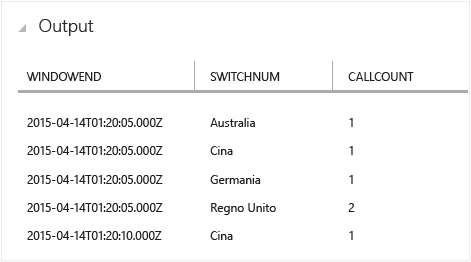 Output
WINDOWEND SWITCHNUM CALLCOUNT
2015-04-14T01:20:05.000Z Australia 1
2015-04-14T01:20:05.000Z Cina 1
2015-04-14T01:20:05.000Z Germania 1
2015-04-14T01:20:05.000Z Regno Unito 2
2015-04-14T01:20:10.000Z Cina 1